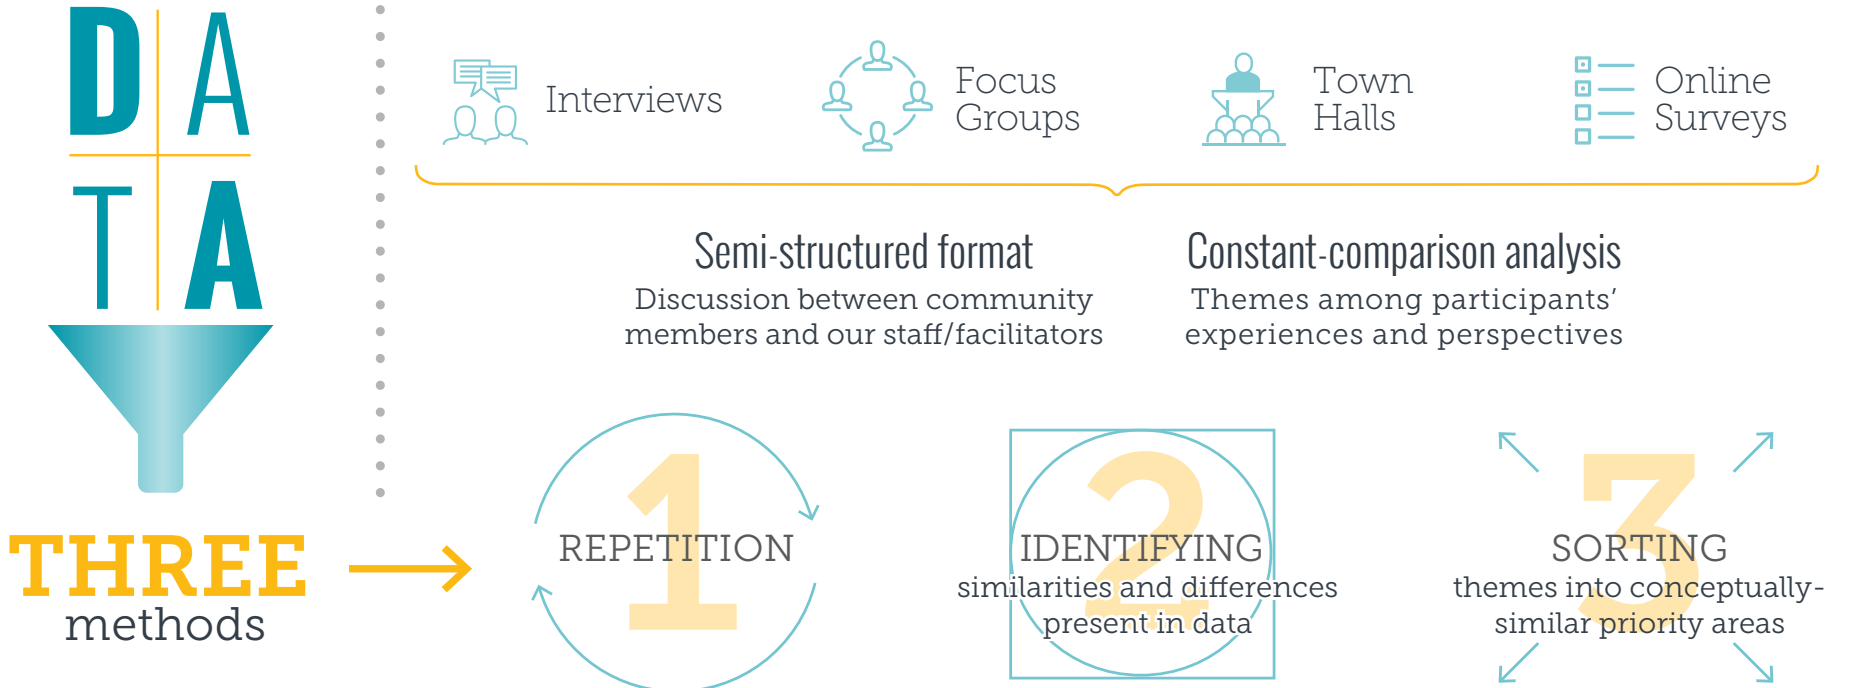 DA
TA
Interviews
Focus
Groups
Town
Halls
Online
Surveys
Semi-structured format
Discussion between community
members and our staff/facilitators
Constant-comparison analysis
Themes among participants’
experiences and perspectives
THREE
methods
1
REPETITION
2
IDENTIFYING
similarities and differences
present in data
3
SORTING
themes into conceptually-
similar priority areas